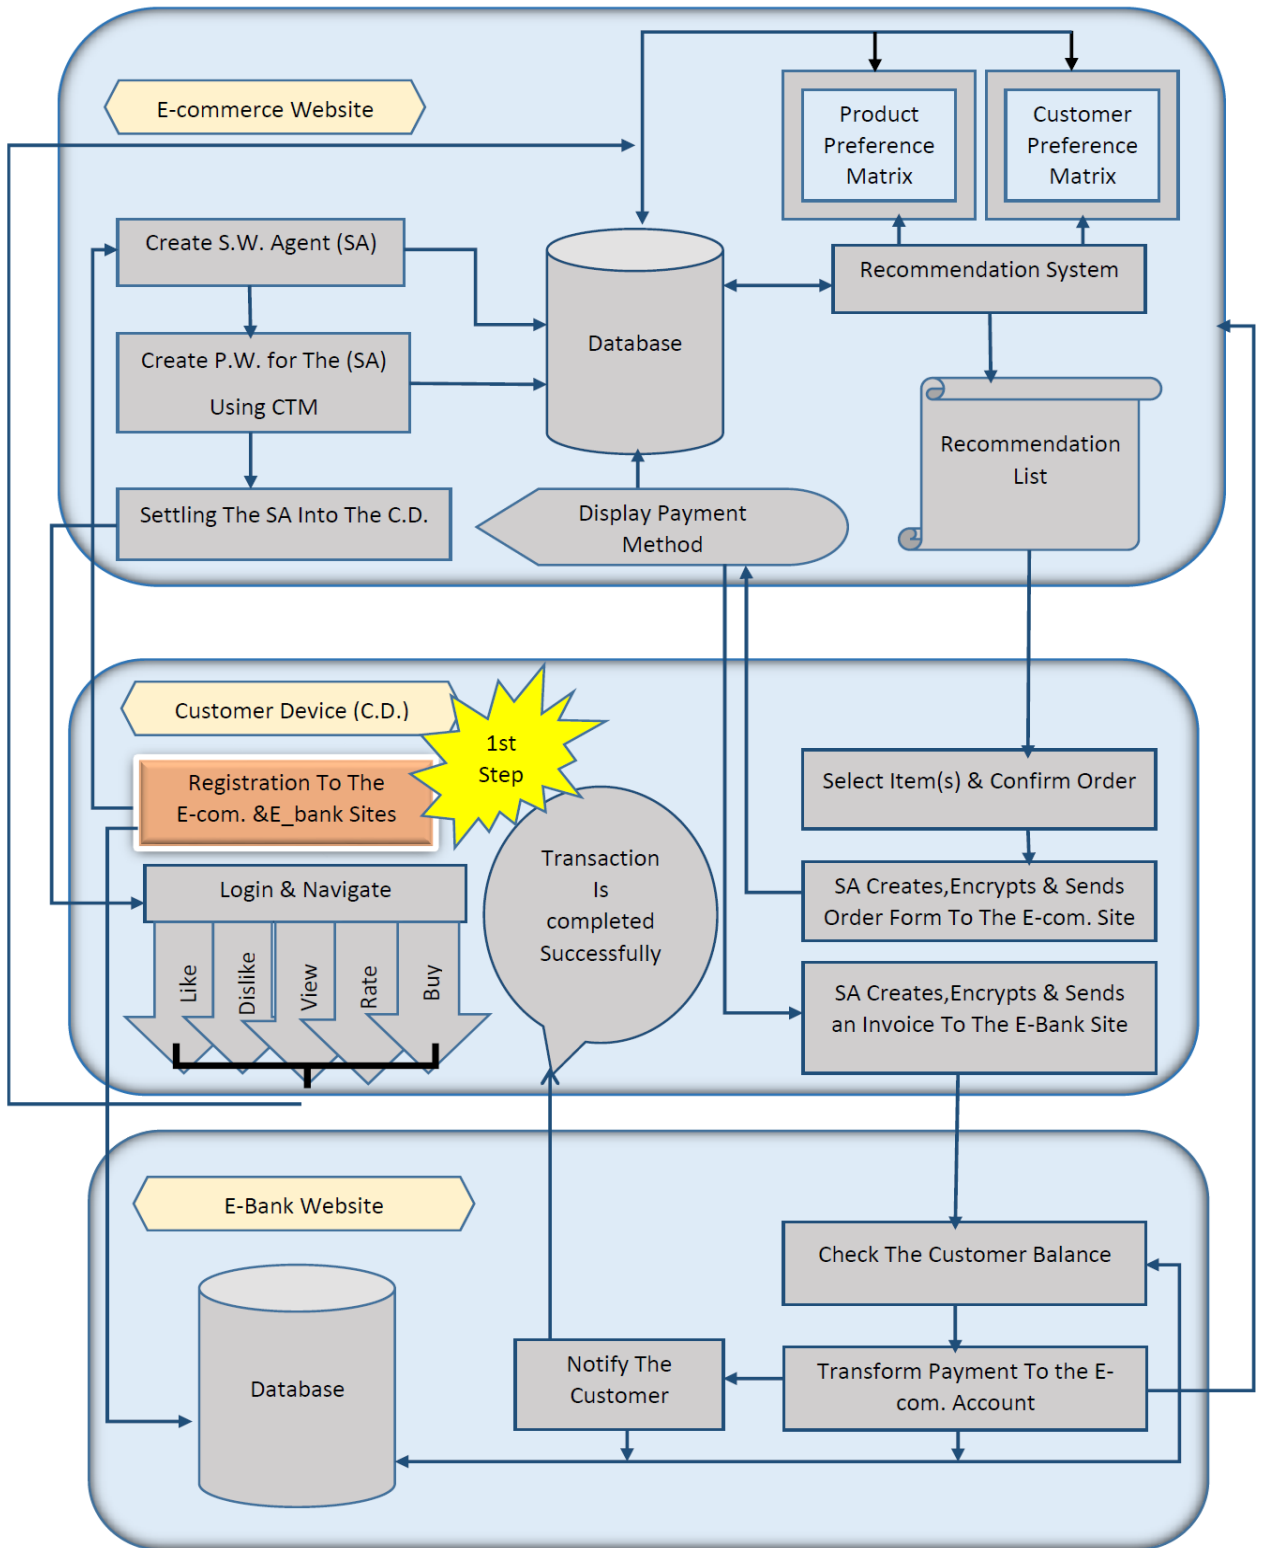 E-commerce Website
Product
Preference
Matrix
Customer
Preference
Matrix
Create S.W. Agent (SA)
Recommendation System
Database
Create P.W. for The (SA)
Using CTM
Recommendation
List
Settling The SA Into The C.D.
Display Payment
Method
Customer Device (C.D.)
1st
Step
Registration To The
E-com. &E_bank Sites
Select Item(s) & Confirm Order
Transaction
Is
completed
Successfully
Login & Navigate
SA Creates,Encrypts & Sends
Order Form To The E-com. Site
Like
Dislike
View
Rate
Buy
SA Creates,Encrypts & Sends
an Invoice To The E-Bank Site
E-Bank Website
Check The Customer Balance
Database
Notify The
Customer
Transform Payment To the E-
com. Account